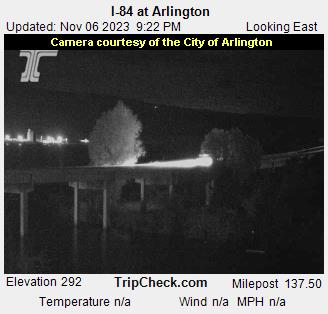 I-84 at Arlington
Updated: Nov 06 2023  9:22 PM Looking East
Camera courtesy of the City of Arlington
Elevation 292 TripCheck.com Milepost 137.50
Temperature n/a Wind n/a MPH n/a